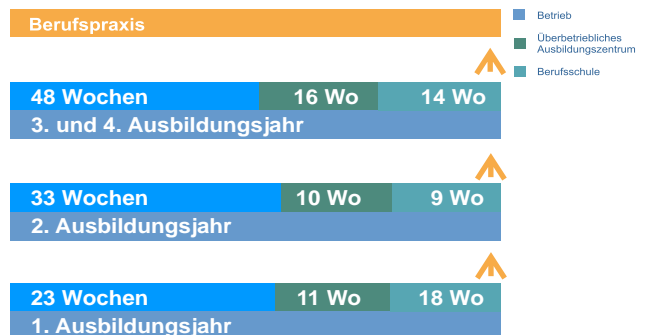 Berufspraxis
Betrieb
Überbetriebliches
Ausbildungszentrum
Berufsschule
48 Wochen 16 Wo 14 Wo
3. und 4. Ausbildungsjahr
33 Wochen 10 Wo 9 Wo
2. Ausbildungsjahr
23 Wochen 11 Wo 18 Wo
1. Ausbildungsjahr